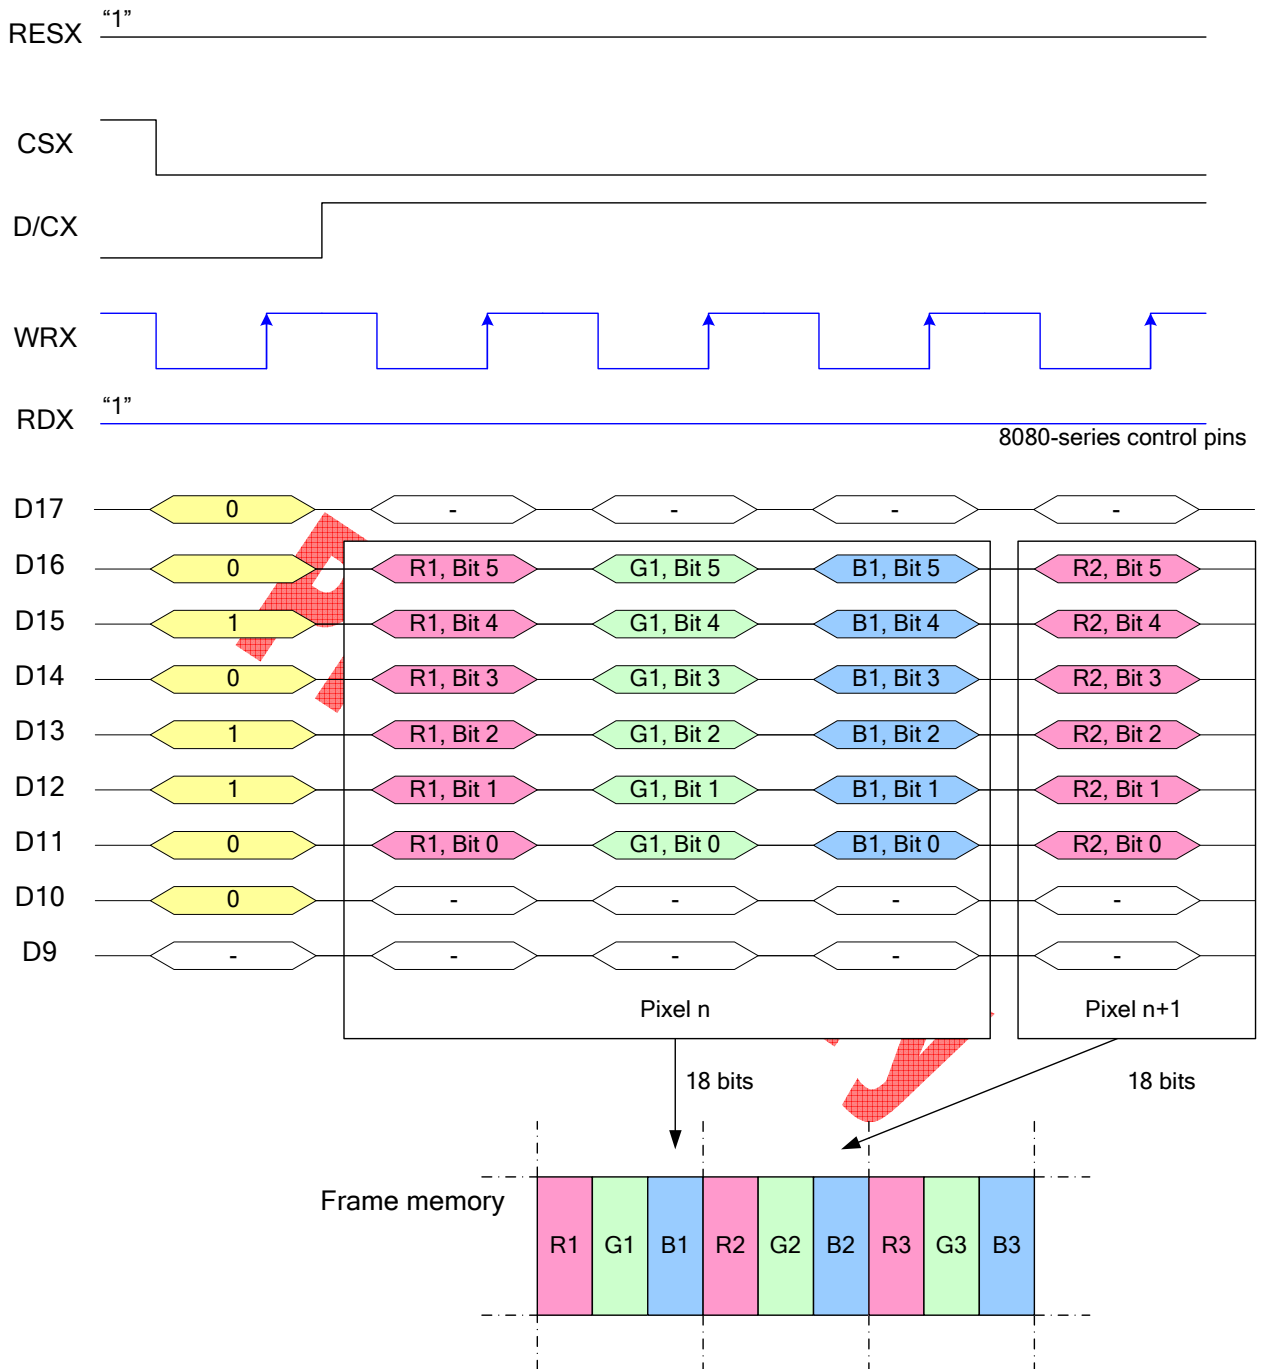 RESX "1"
CSX
D/CX
WRX
RDX "1"
8080-series control pins
D17 0 - - - -
D16 0 R1, Bit 5 G1, Bit 5 B1, Bit 5 R2, Bit 5
D15 1 R1, Bit 4 G1, Bit 4 B1, Bit 4 R2, Bit 4
D14 0 R1, Bit 3 G1, Bit 3 B1, Bit 3 R2, Bit 3
D13 1 R1, Bit 2 G1, Bit 2 B1, Bit 2 R2, Bit 2
D12 1 R1, Bit 1 G1, Bit 1 B1, Bit 1 R2, Bit 1
D11 0 R1, Bit 0 G1, Bit 0 B1, Bit 0 R2, Bit 0
D10 0 - - - -
D9 - - - - -
Pixel n Pixel n+1
18 bits 18 bits
Frame memory
R1 G1 B1 R2 G2 B2 R3 G3 B3